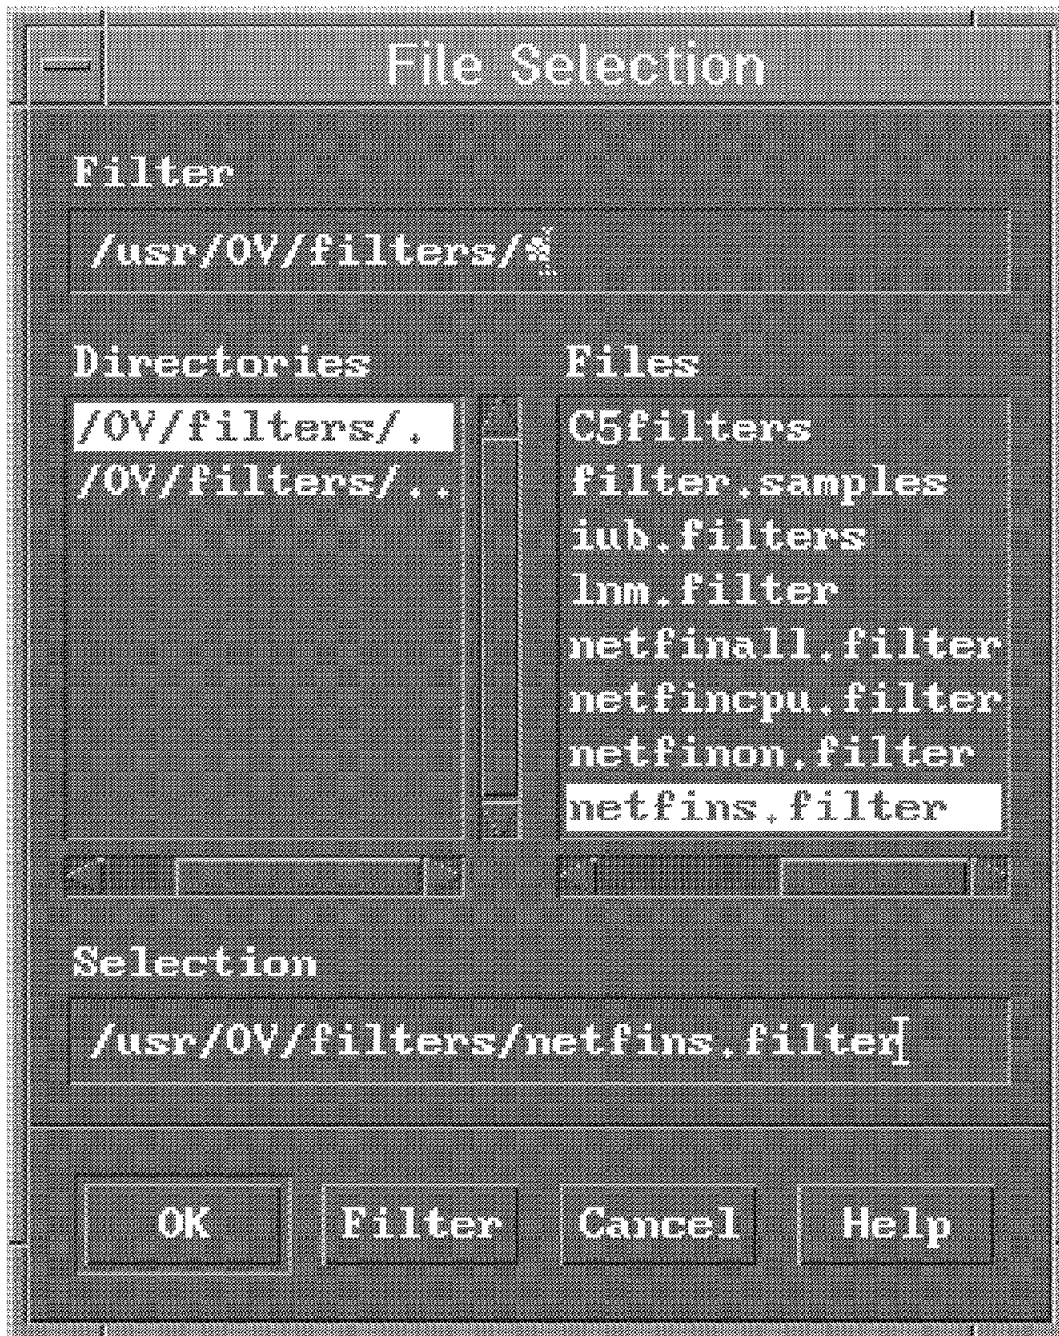 File Selection
Filter
/usr/OV/filters/*
Directories
/OV/filters/.
/OV/filters/..
Files
C5filters
filter.samples
iub.filters
lnm.filter
netfinall.filter
netfincpu.filter
netfinon.filter
netfins.filter
Selection
/usr/OV/filters/netfins.filter
OK
Filter
Cancel
Help